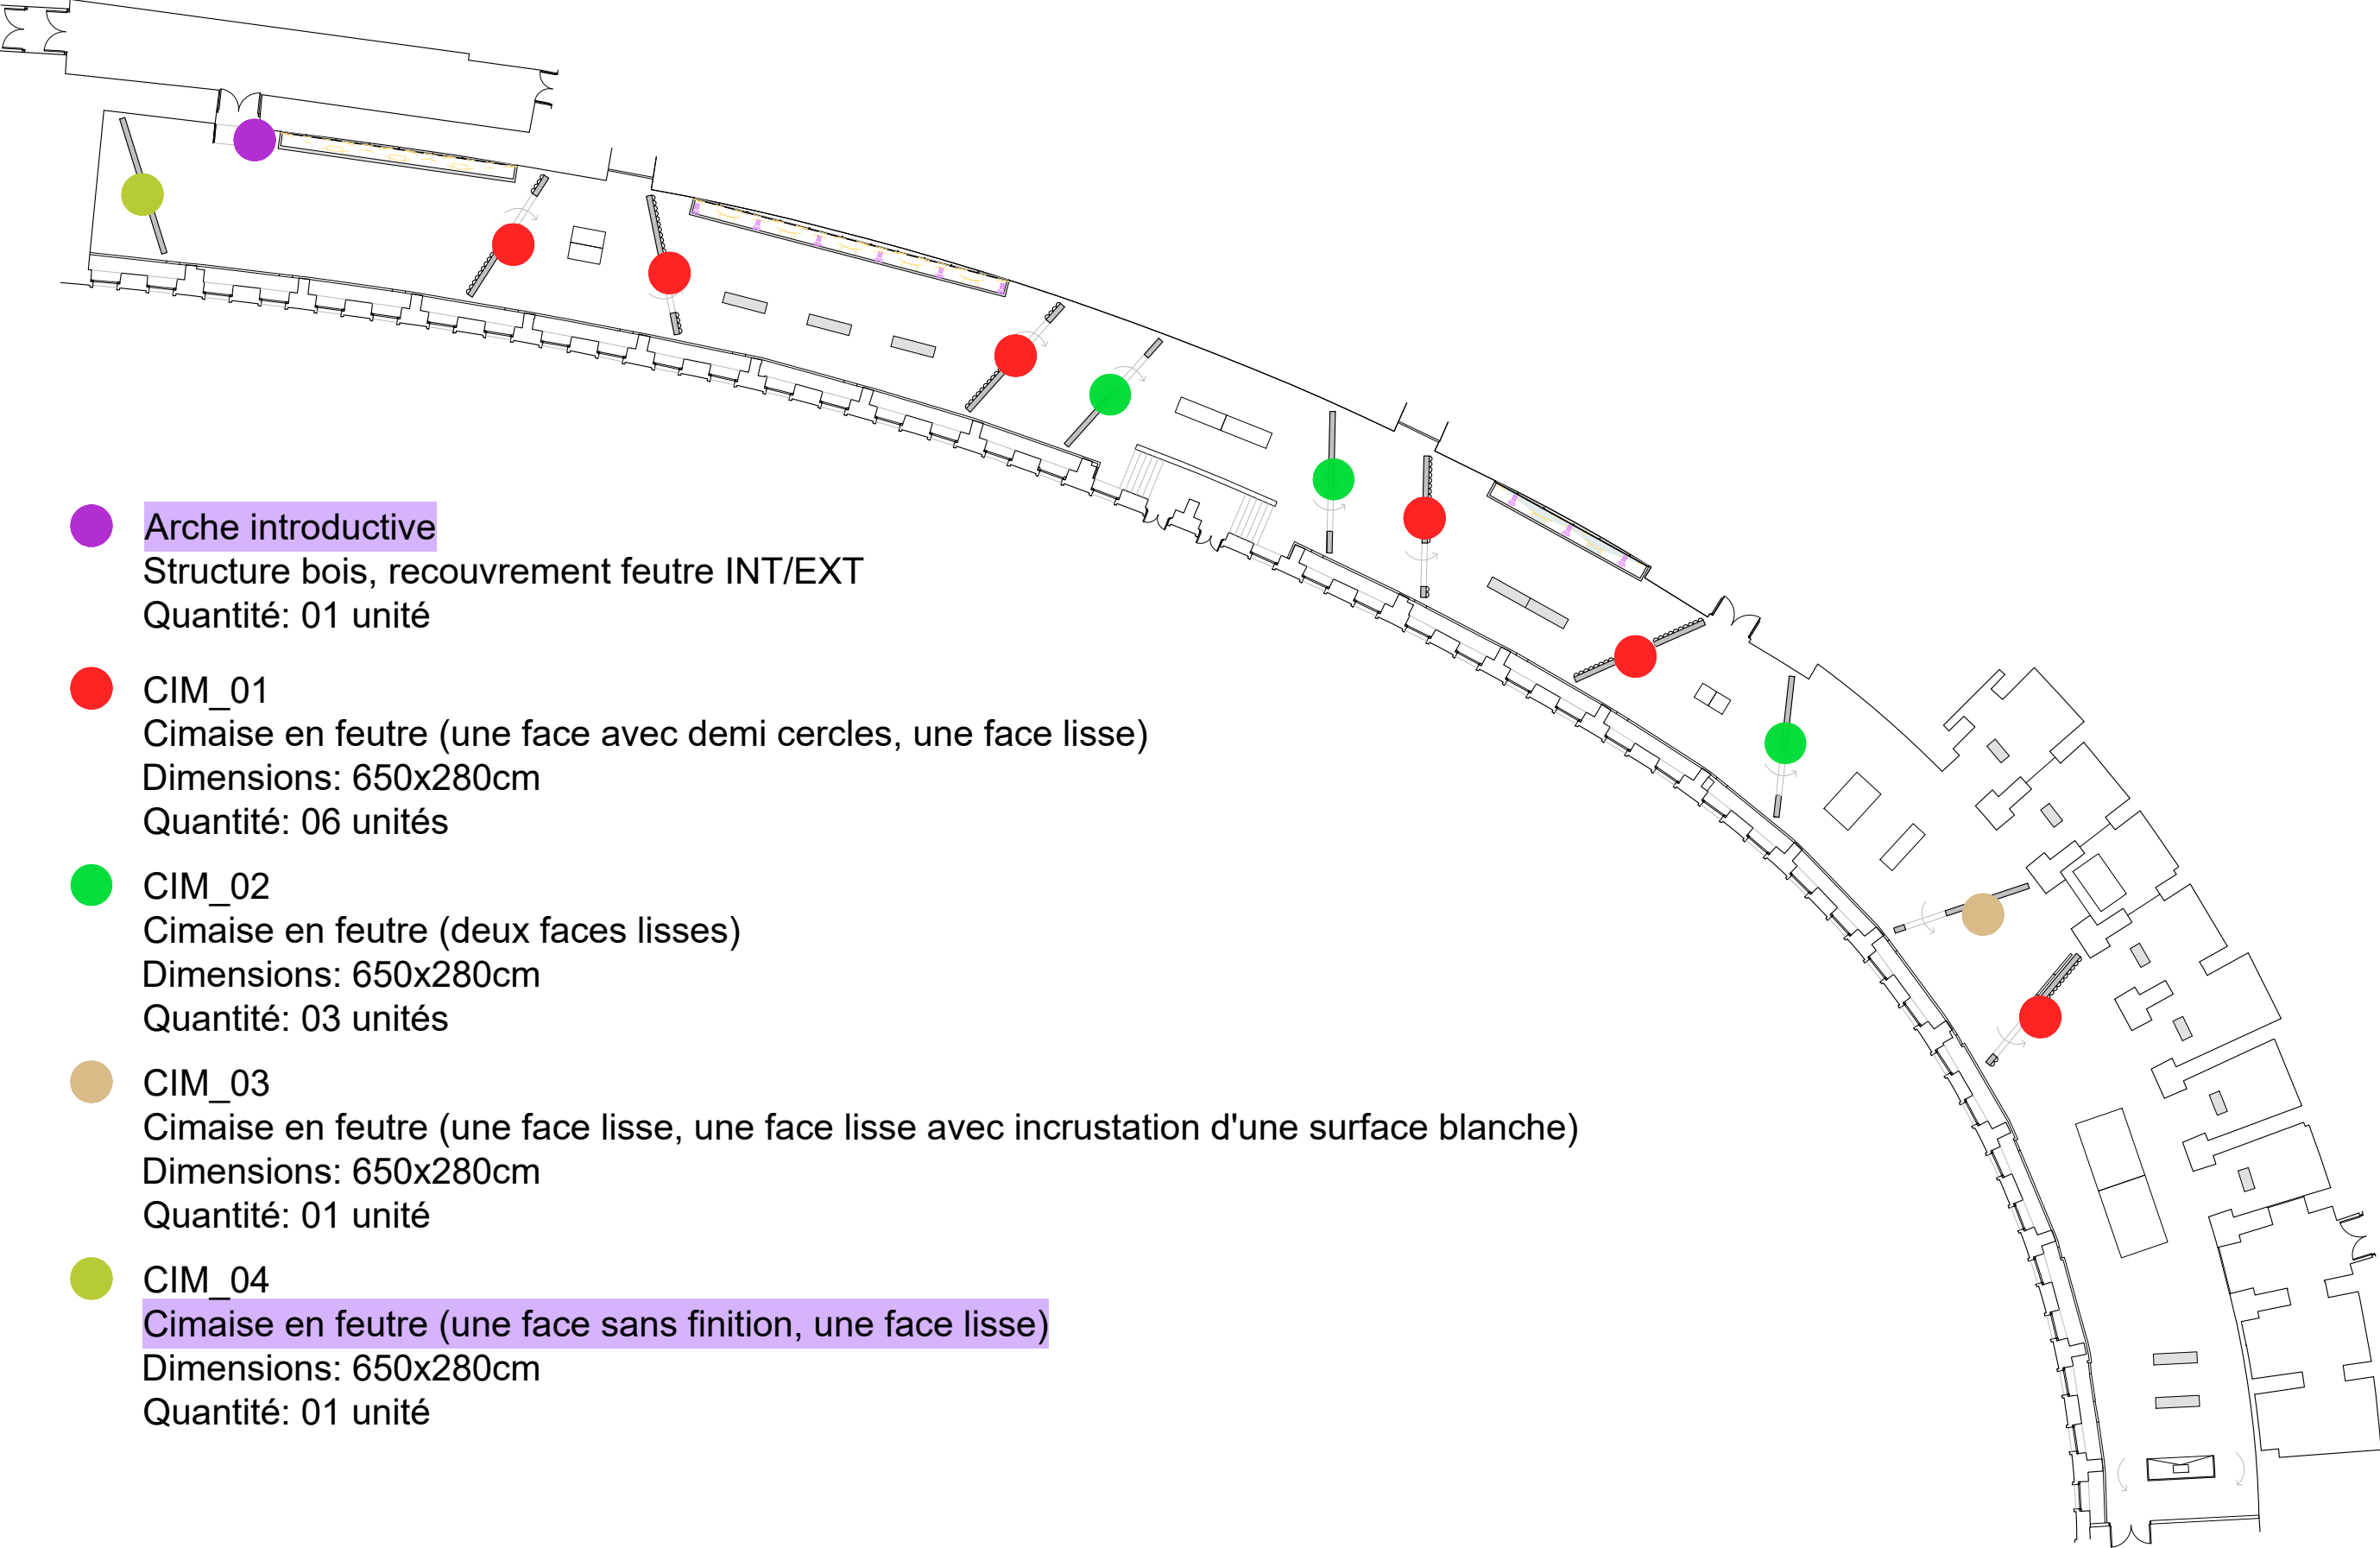 Arche introductive
Structure bois, recouvrement feutre INT/EXT
Quantité: 01 unité
CIM_01
Cimaise en feutre (une face avec demi cercles, une face lisse)
Dimensions: 650x280cm
Quantité: 06 unités
CIM_02
Cimaise en feutre (deux faces lisses)
Dimensions: 650x280cm
Quantité: 03 unités
CIM_03
Cimaise en feutre (une face lisse, une face lisse avec incrustation d'une surface blanche)
Dimensions: 650x280cm
Quantité: 01 unité
CIM_04
Cimaise en feutre (une face sans finition, une face lisse)
Dimensions: 650x280cm
Quantité: 01 unité